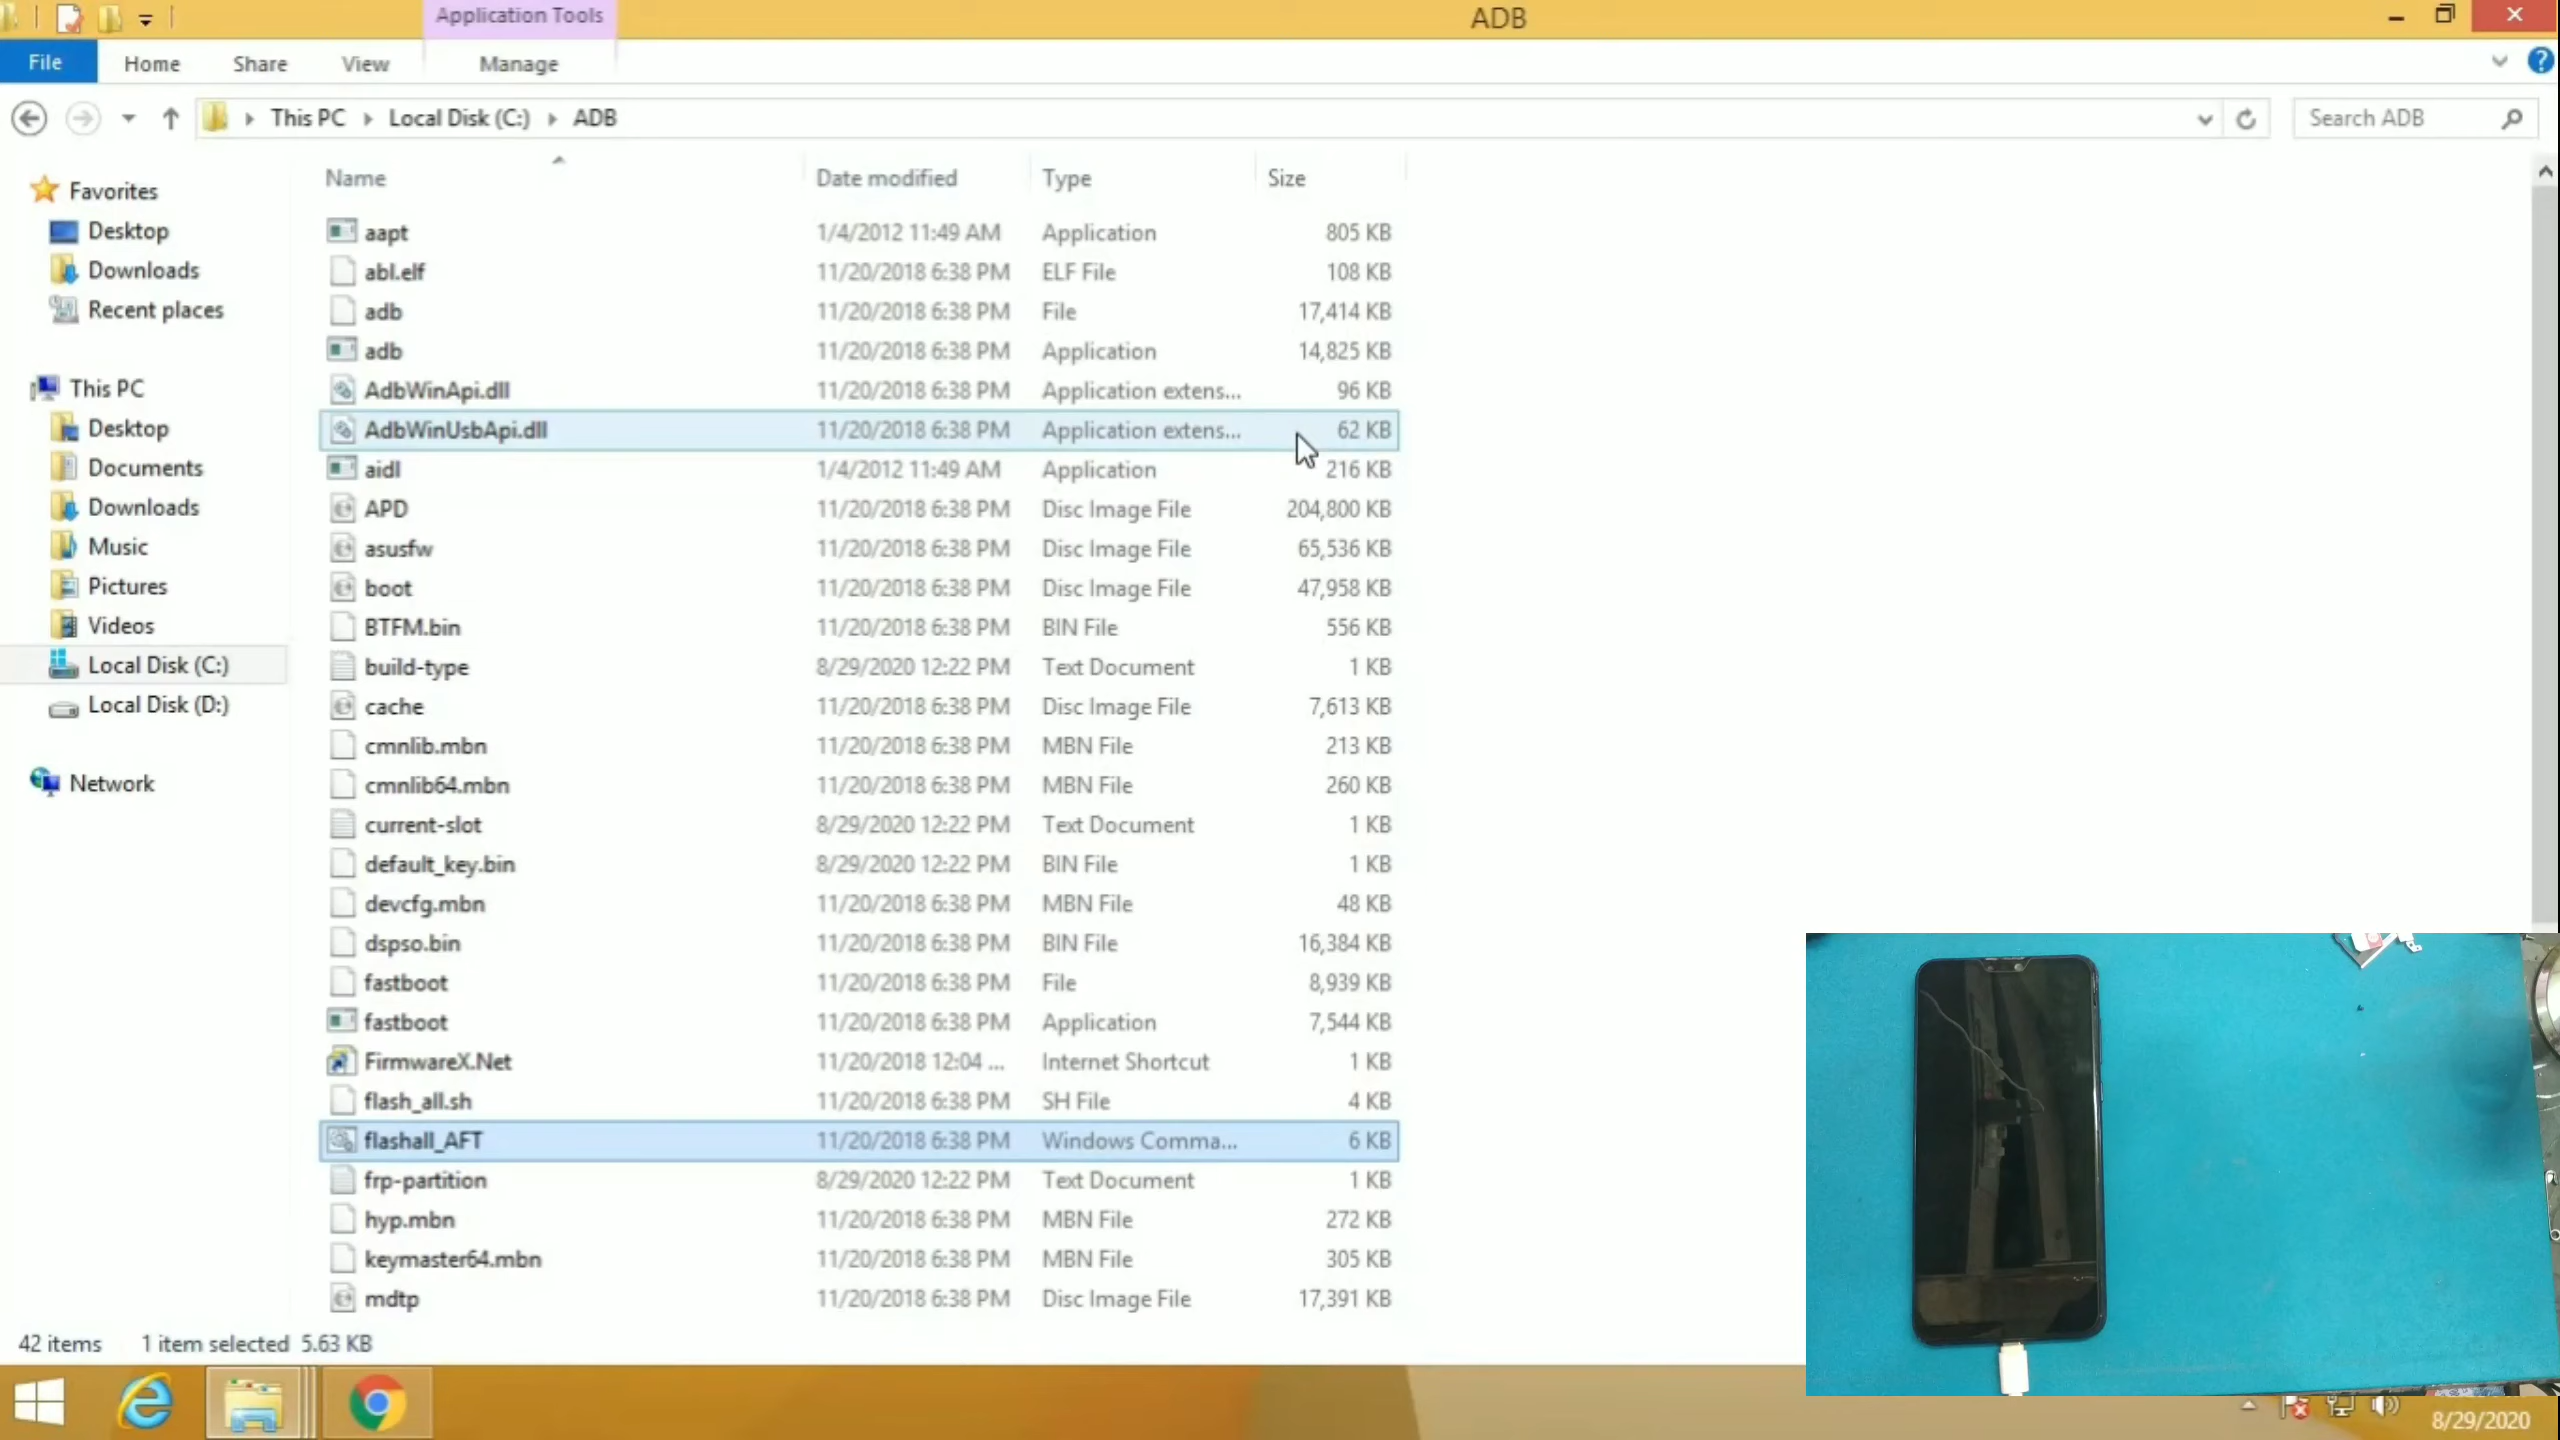 Application Tools
ADB
File Home Share View Manage
This PC Local Disk (C:) ADB
Search ADB
Name Date modified Type Size
Favorites
Desktop
Downloads
Recent places
This PC
Desktop
Documents
Downloads
Music
Pictures
Videos
Local Disk (C:)
Local Disk (D:)
Network
aapt 1/4/2012 11:49 AM Application 805 KB
abl.elf 11/20/2018 6:38 PM ELF File 108 KB
adb 11/20/2018 6:38 PM File 17,414 KB
adb 11/20/2018 6:38 PM Application 14,825 KB
AdbWinApi.dll 11/20/2018 6:38 PM Application extens... 96 KB
AdbWinUsbApi.dll 11/20/2018 6:38 PM Application extens... 62 KB
aidl 1/4/2012 11:49 AM Application 216 KB
APD 11/20/2018 6:38 PM Disc Image File 204,800 KB
asusfw 11/20/2018 6:38 PM Disc Image File 65,536 KB
boot 11/20/2018 6:38 PM Disc Image File 47,958 KB
BTFM.bin 11/20/2018 6:38 PM BIN File 556 KB
build-type 8/29/2020 12:22 PM Text Document 1 KB
cache 11/20/2018 6:38 PM Disc Image File 7,613 KB
cmnlib.mbn 11/20/2018 6:38 PM MBN File 213 KB
cmnlib64.mbn 11/20/2018 6:38 PM MBN File 260 KB
current-slot 8/29/2020 12:22 PM Text Document 1 KB
default_key.bin 8/29/2020 12:22 PM BIN File 1 KB
devcfg.mbn 11/20/2018 6:38 PM MBN File 48 KB
dspso.bin 11/20/2018 6:38 PM BIN File 16,384 KB
fastboot 11/20/2018 6:38 PM File 8,939 KB
fastboot 11/20/2018 6:38 PM Application 7,544 KB
FirmwareX.Net 11/20/2018 12:04 ... Internet Shortcut 1 KB
flash_all.sh 11/20/2018 6:38 PM SH File 4 KB
flashall_AFT 11/20/2018 6:38 PM Windows Comma... 6 KB
frp-partition 8/29/2020 12:22 PM Text Document 1 KB
hyp.mbn 11/20/2018 6:38 PM MBN File 272 KB
keymaster64.mbn 11/20/2018 6:38 PM MBN File 305 KB
mdtp 11/20/2018 6:38 PM Disc Image File 17,391 KB
42 items 1 item selected 5.63 KB
8/29/2020